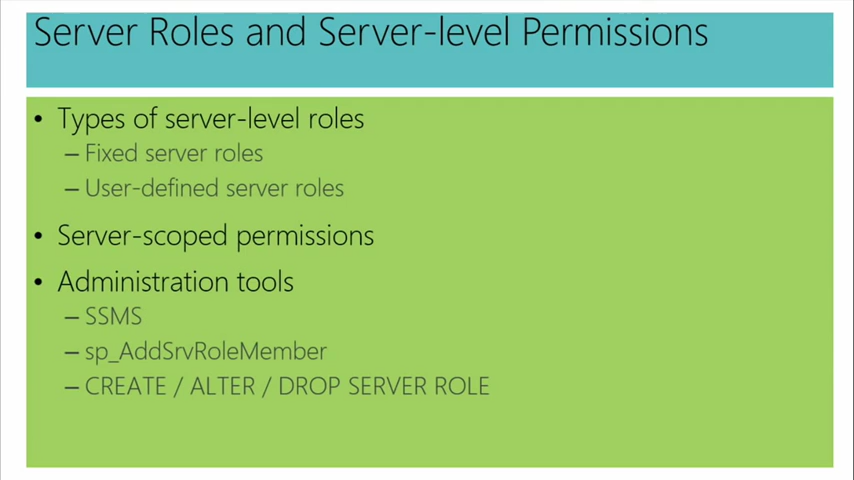 Server Roles and Server-level Permissions
• Types of server-level roles
– Fixed server roles
– User-defined server roles
• Server-scoped permissions
• Administration tools
– SSMS
– sp_AddSrvRoleMember
– CREATE / ALTER / DROP SERVER ROLE